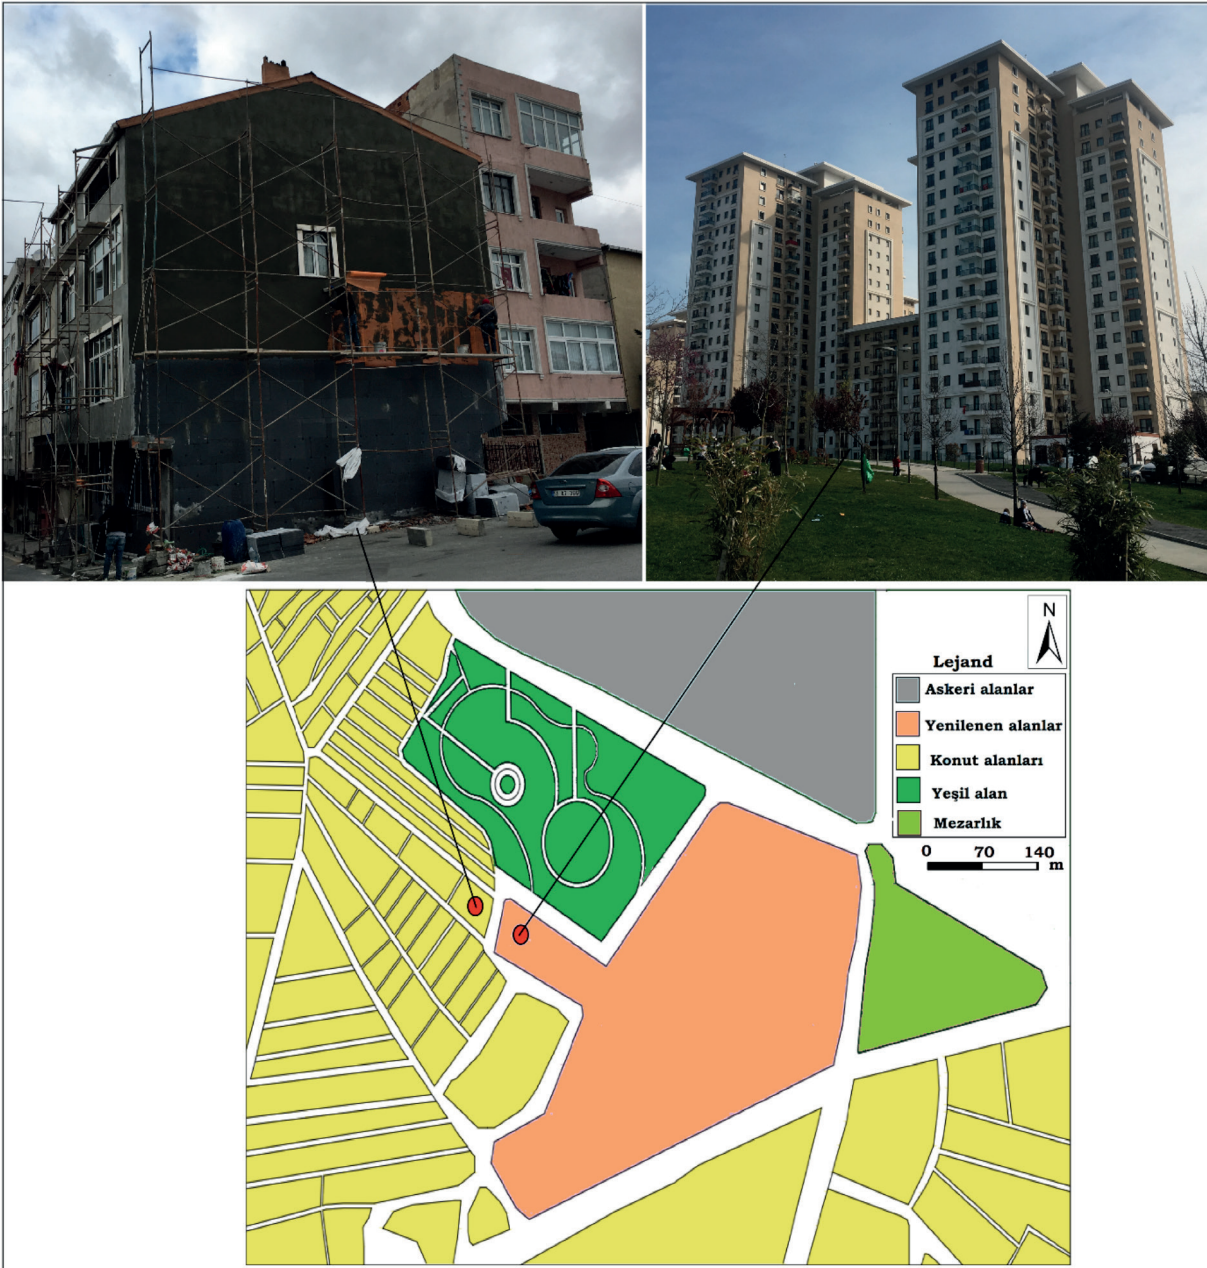 N
Lejand
Askeri alanlar
Yenilenen alanlar
Konut alanları
Yeşil alan
Mezarlık
0 70 140
m